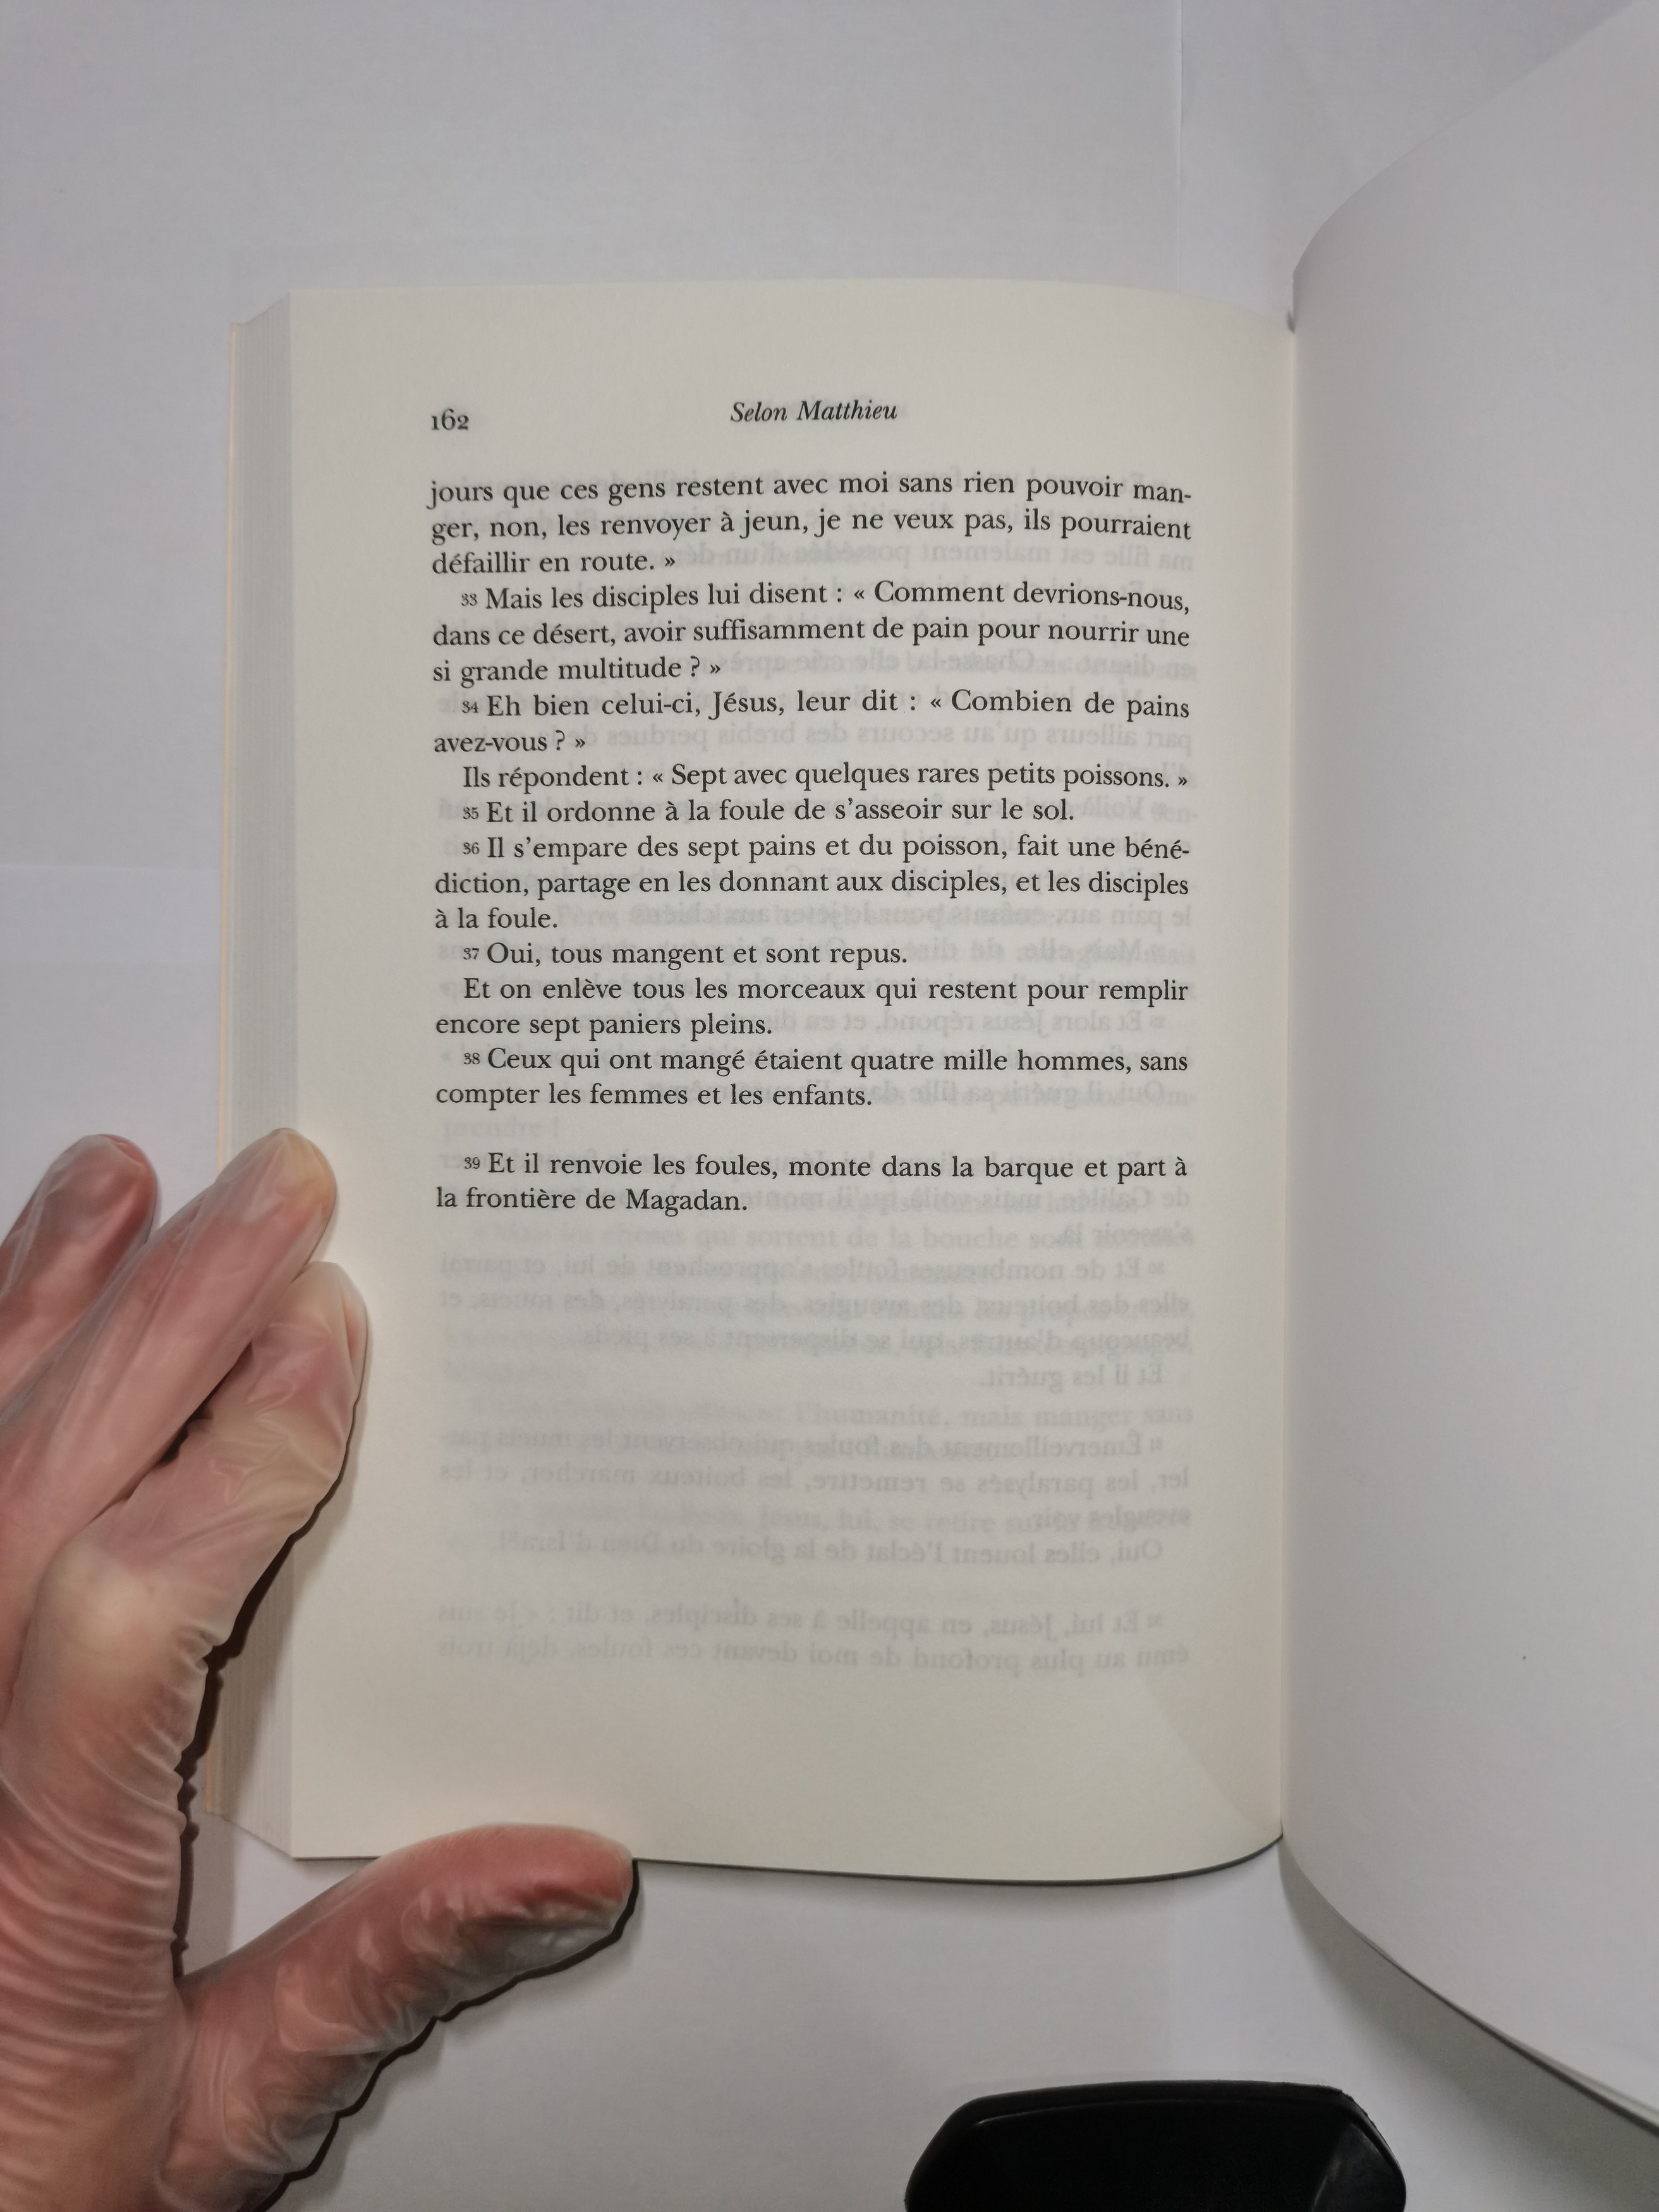 162
Selon Matthieu
jours que ces gens restent avec moi sans rien pouvoir man-
ger, non, les renvoyer à jeun, je ne veux pas, ils pourraient
défaillir en route. »
33 Mais les disciples lui disent : « Comment devrions-nous,
dans ce désert, avoir suffisamment de pain pour nourrir une
si grande multitude ? »
34 Eh bien celui-ci, Jésus, leur dit : « Combien de pains
avez-vous ? »
Ils répondent : « Sept avec quelques rares petits poissons. »
35 Et il ordonne à la foule de s'asseoir sur le sol.
36 Il s'empare des sept pains et du poisson, fait une béné-
diction, partage en les donnant aux disciples, et les disciples
à la foule.
37 Oui, tous mangent et sont repus.
Et on enlève tous les morceaux qui restent pour remplir
encore sept paniers pleins.
38 Ceux qui ont mangé étaient quatre mille hommes, sans
compter les femmes et les enfants.
39 Et il renvoie les foules, monte dans la barque et part à
la frontière de Magadan.